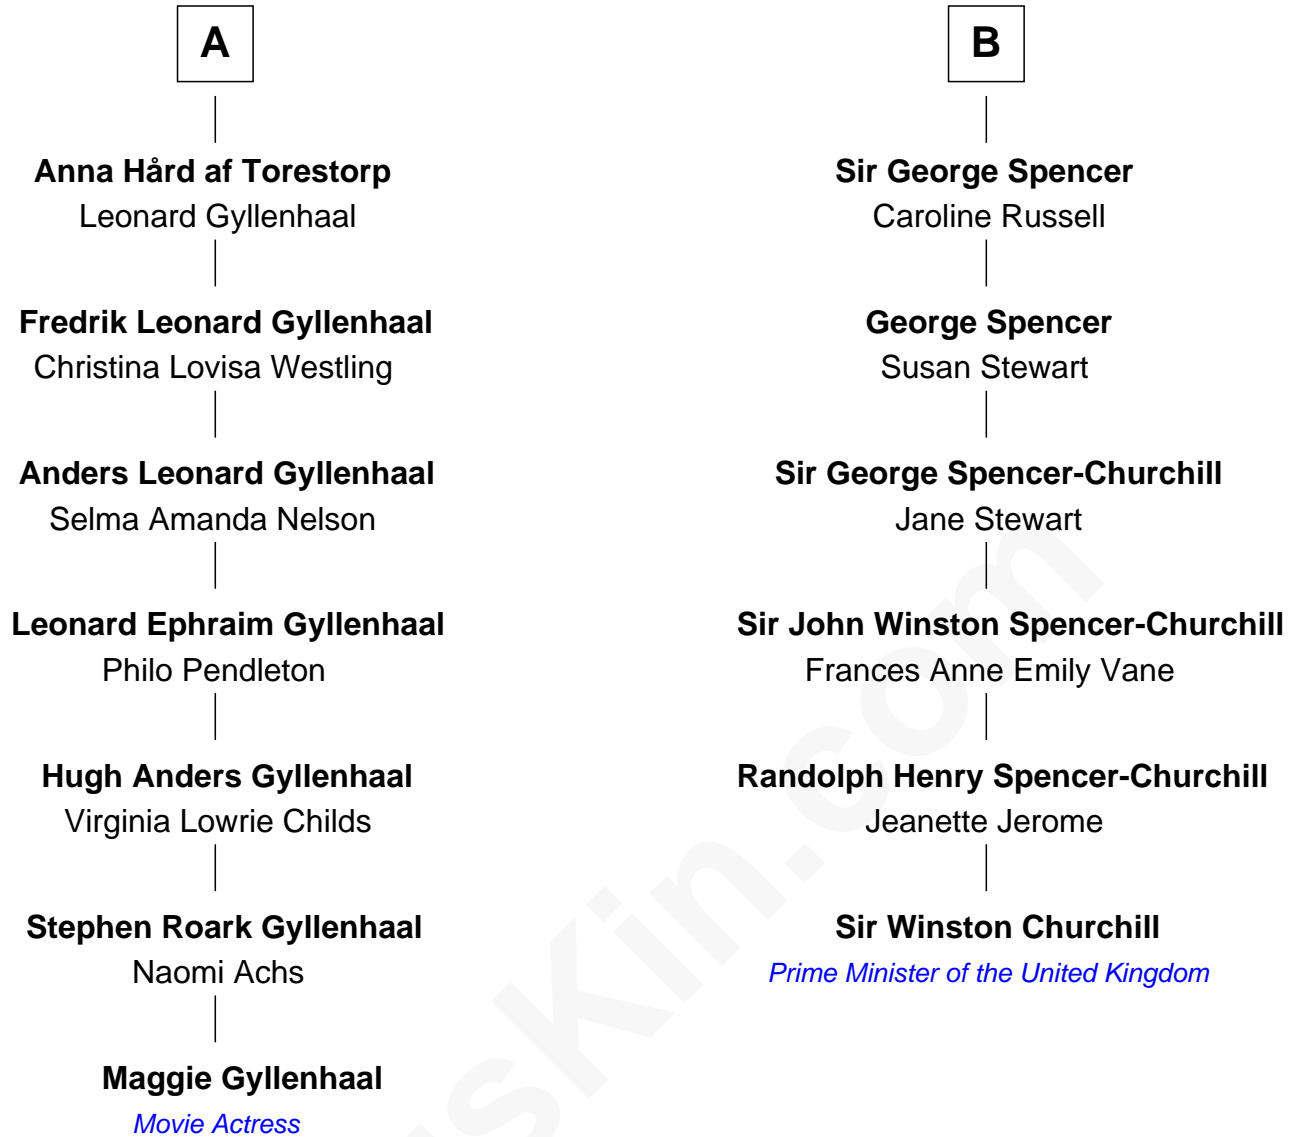 A
Anna Hård af Torestorp
Leonard Gyllenhaal
Fredrik Leonard Gyllenhaal
Christina Lovisa Westling
Anders Leonard Gyllenhaal
Selma Amanda Nelson
Leonard Ephraim Gyllenhaal
Philo Pendleton
Hugh Anders Gyllenhaal
Virginia Lowrie Childs
Stephen Roark Gyllenhaal
Naomi Achs
Maggie Gyllenhaal
Movie Actress
B
Sir George Spencer
Caroline Russell
George Spencer
Susan Stewart
Sir George Spencer-Churchill
Jane Stewart
Sir John Winston Spencer-Churchill
Frances Anne Emily Vane
Randolph Henry Spencer-Churchill
Jeanette Jerome
Sir Winston Churchill
Prime Minister of the United Kingdom
usKin.com